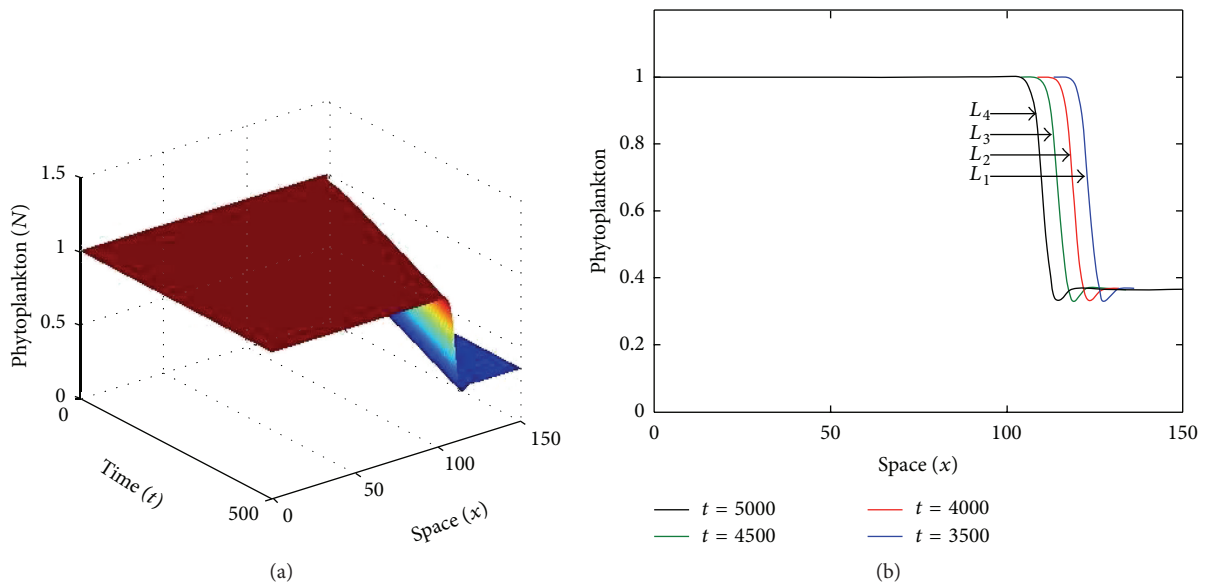 1.5
1
0.5
0
Phytoplankton (N)
0
500
Time (t)
0
50
100
150
Space (x)
(a)
1
0.8
0.6
0.4
0.2
0
Phytoplankton
L4
L3
L2
L1
0
50
100
150
Space (x)
t = 5000
t = 4500
t = 4000
t = 3500
(b)